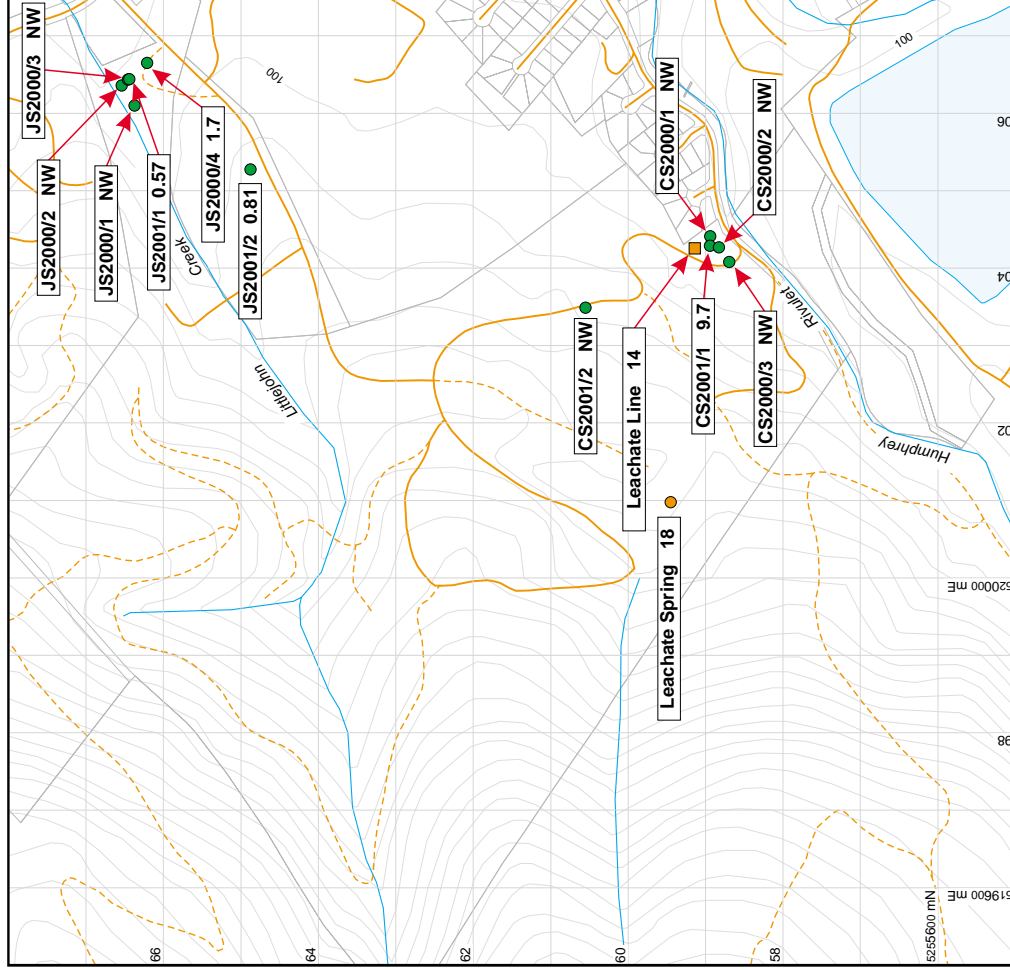 JS2000/3 NW
JS2000/2 NW
JS2000/1 NW
JS2001/1 0.57
JS2000/4 1.7
JS2001/2 0.81
100
100
Creek
Littlejohn
CS2000/1 NW
CS2000/2 NW
CS2001/2 NW
Leachate Line 14
CS2001/1 9.7
CS2000/3 NW
Leachate Spring 18
Rivulet
Humphrey
06
04
02
520000 mE
98
519600 mE
5255600 mN
66
64
62
60
58